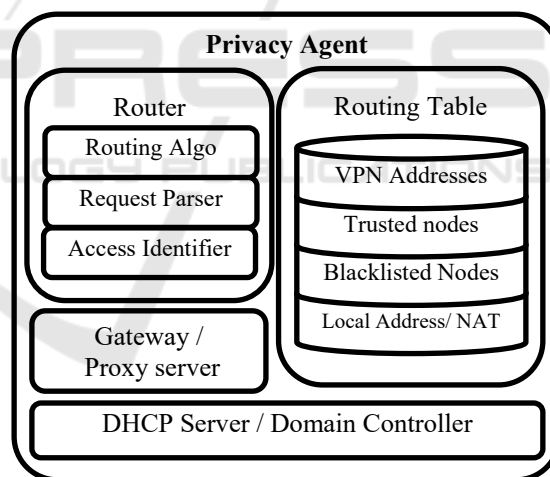 Privacy Agent
Router
Routing Algo
Request Parser
Access Identifier
Routing Table
VPN Addresses
Trusted nodes
Blacklisted Nodes
Local Address/ NAT
Gateway /
Proxy server
DHCP Server / Domain Controller